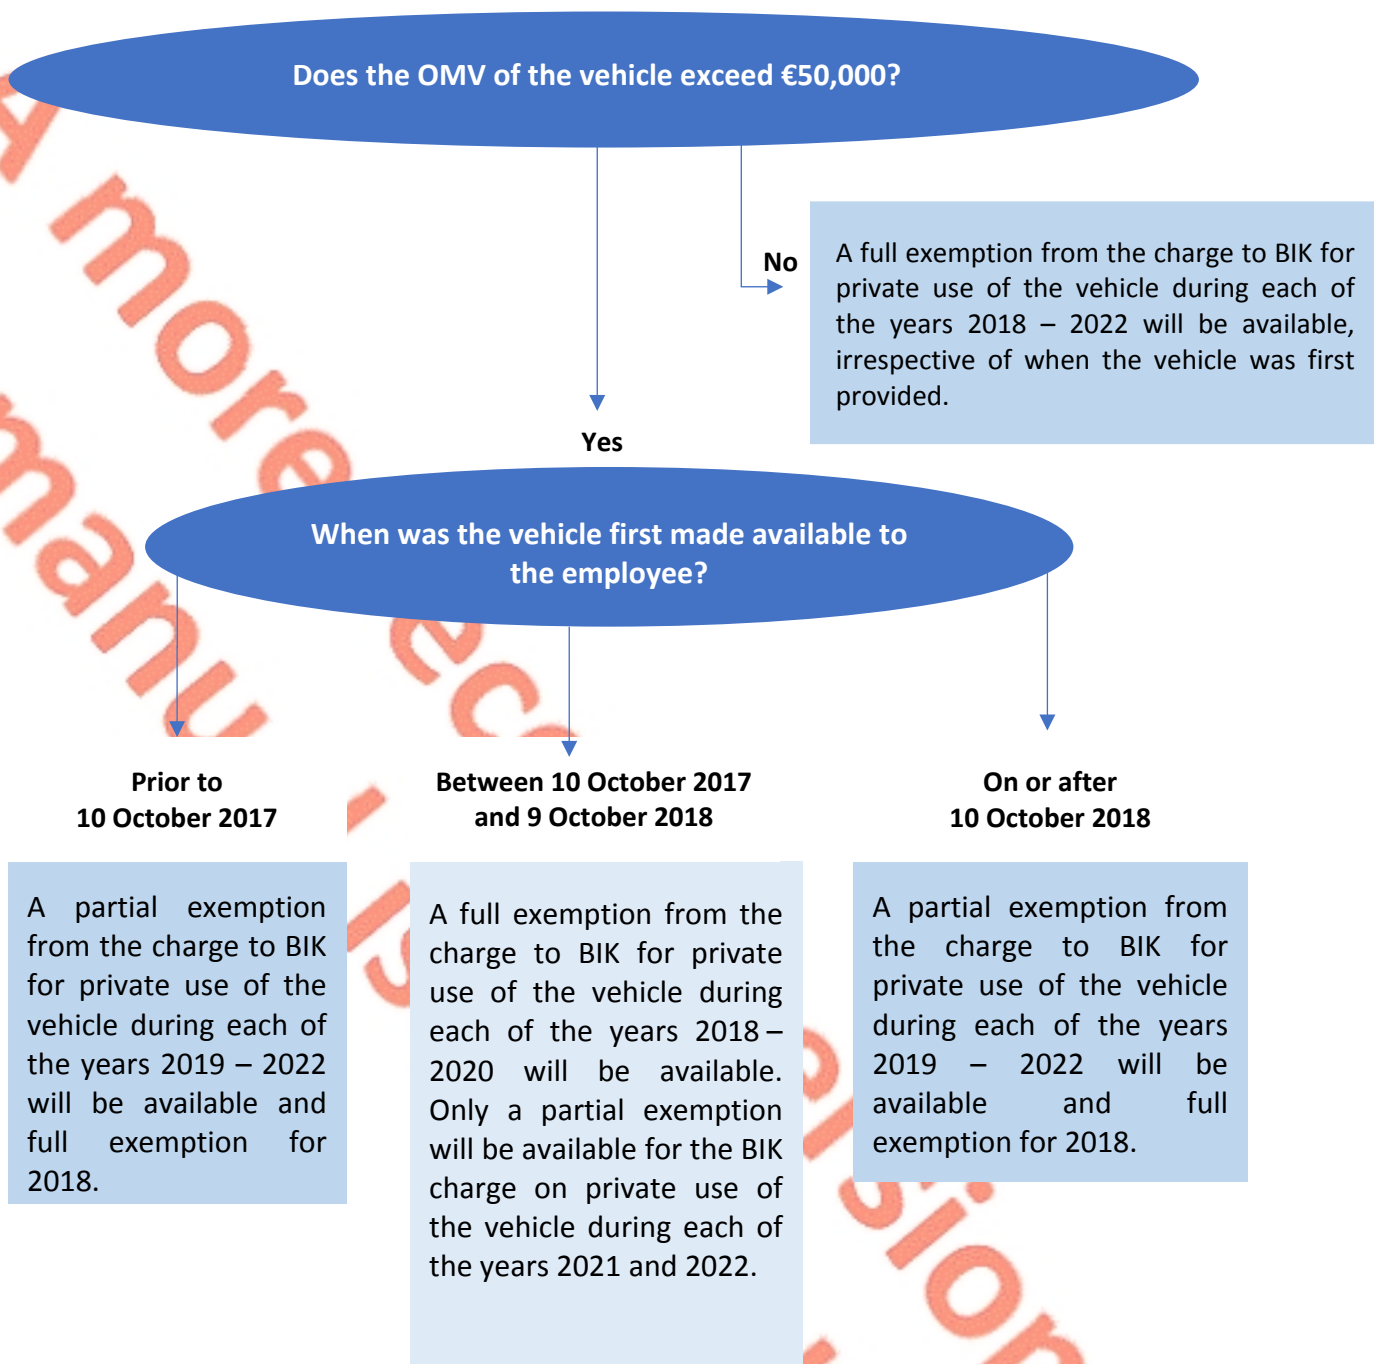 Does the OMV of the vehicle exceed €50,000?
No
A full exemption from the charge to BIK for
private use of the vehicle during each of
the years 2018 – 2022 will be available,
irrespective of when the vehicle was first
provided.
Yes
When was the vehicle first made available to
the employee?
Prior to
10 October 2017
A partial exemption
from the charge to BIK
for private use of the
vehicle during each of
the years 2019 – 2022
will be available and
full exemption for
2018.
Between 10 October 2017
and 9 October 2018
A full exemption from the
charge to BIK for private
use of the vehicle during
each of the years 2018 –
2020 will be available.
Only a partial exemption
will be available for the BIK
charge on private use of
the vehicle during each of
the years 2021 and 2022.
On or after
10 October 2018
A partial exemption from
the charge to BIK for
private use of the vehicle
during each of the years
2019 – 2022 will be
available and full
exemption for 2018.
A more